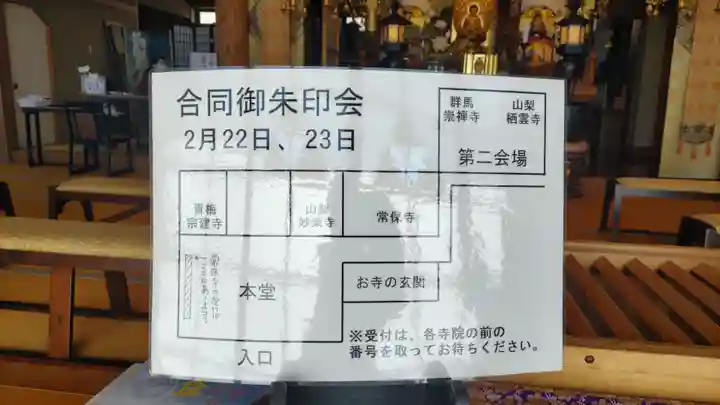 合同御朱印会
2月22日、23日
群馬
崇禅寺
山梨
栖雲寺
第二会場
青梅
宗建寺
山梨
妙楽寺
常保寺
本堂
お寺の玄関
入口
※受付は、各寺院の前の
番号を取ってお待ちください。